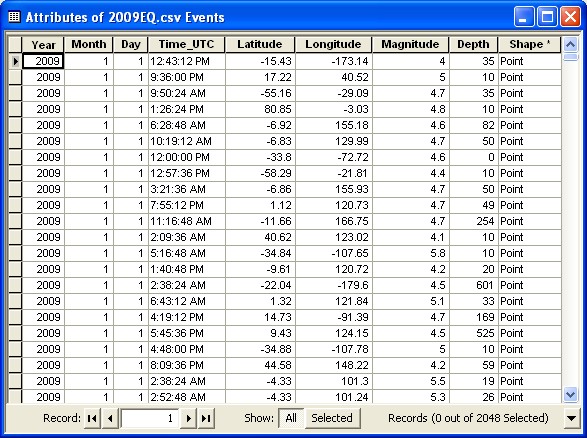 Attributes of 2009EQ.csv Events
Year Month Day Time_UTC Latitude Longitude Magnitude Depth Shape *
2009 1 1 12:43:12 PM -15.43 -173.14 4 35 Point
2009 1 1 9:36:00 PM 17.22 40.52 5 10 Point
2009 1 1 9:50:24 AM -55.16 -29.09 4.7 35 Point
2009 1 1 1:26:24 PM 80.85 -3.03 4.8 10 Point
2009 1 1 6:28:48 AM -6.92 155.18 4.6 82 Point
2009 1 1 10:19:12 AM -6.83 129.99 4.7 50 Point
2009 1 1 12:00:00 PM -33.8 -72.72 4.6 0 Point
2009 1 1 12:57:36 PM -58.29 -21.81 4.4 10 Point
2009 1 1 3:21:36 AM -6.86 155.93 4.7 50 Point
2009 1 1 7:55:12 PM 1.12 120.73 4.7 49 Point
2009 1 1 11:16:48 AM -11.66 166.75 4.7 254 Point
2009 1 1 2:09:36 AM 40.62 123.02 4.1 10 Point
2009 1 1 5:16:48 AM -34.84 -107.65 5.8 10 Point
2009 1 1 1:40:48 PM -9.61 120.72 4.2 20 Point
2009 1 1 2:38:24 AM -22.04 -179.6 4.5 601 Point
2009 1 1 6:43:12 AM 1.32 121.84 5.1 33 Point
2009 1 1 4:19:12 PM 14.73 -91.39 4.7 169 Point
2009 1 1 5:45:36 PM 9.43 124.15 4.5 525 Point
2009 1 1 4:48:00 PM -34.88 -107.78 5 10 Point
2009 1 1 8:09:36 PM 44.58 148.22 4.2 59 Point
2009 1 1 2:38:24 AM -4.33 101.3 5.5 19 Point
2009 1 1 2:52:48 AM -4.33 101.24 5.3 26 Point
Record: 1 Show: All Selected Records (0 out of 2048 Selected)